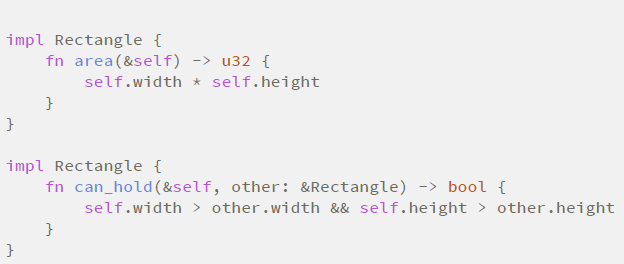 impl Rectangle {
    fn area(&self) -> u32 {
        self.width * self.height
    }
}

impl Rectangle {
    fn can_hold(&self, other: &Rectangle) -> bool {
        self.width > other.width && self.height > other.height
    }
}